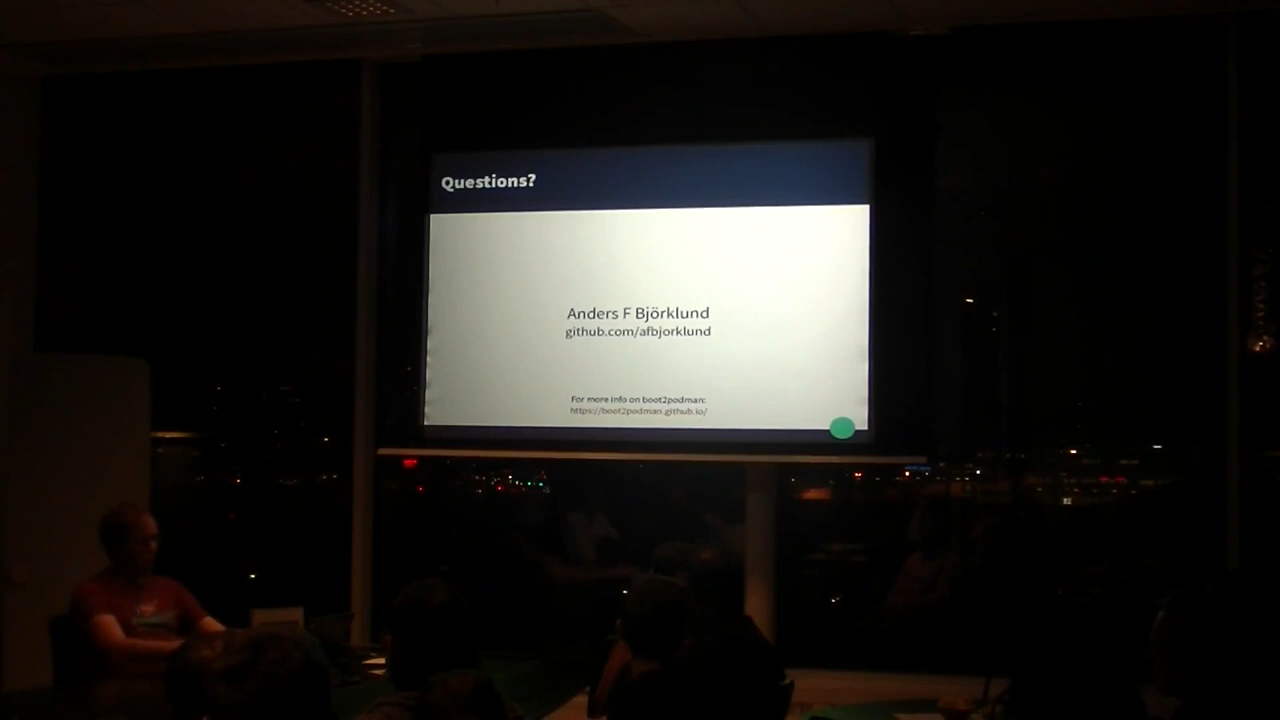 Questions?
Anders F Björklund
github.com/afbjorklund
For more info on boot2podman:
https://boot2podman.github.io/